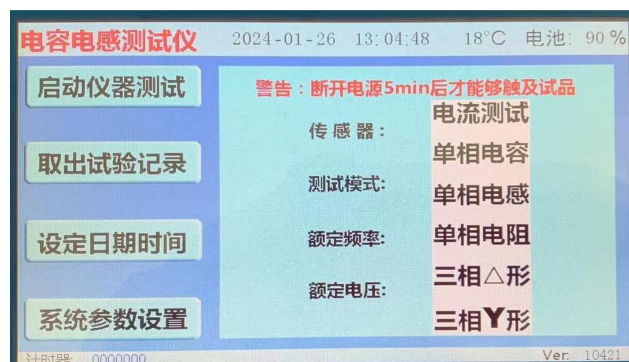 电容电感测试仪 2024-01-26 13:04:48 18°C 电池: 90%
启动仪器测试
取出试验记录
设定日期时间
系统参数设置
警告：断开电源5min后才能够触及试品
传感器:
测试模式:
额定频率:
额定电压:
电流测试
单相电容
单相电感
单相电阻
三相△形
三相Y形
计时器: 0000000
Ver: 10421